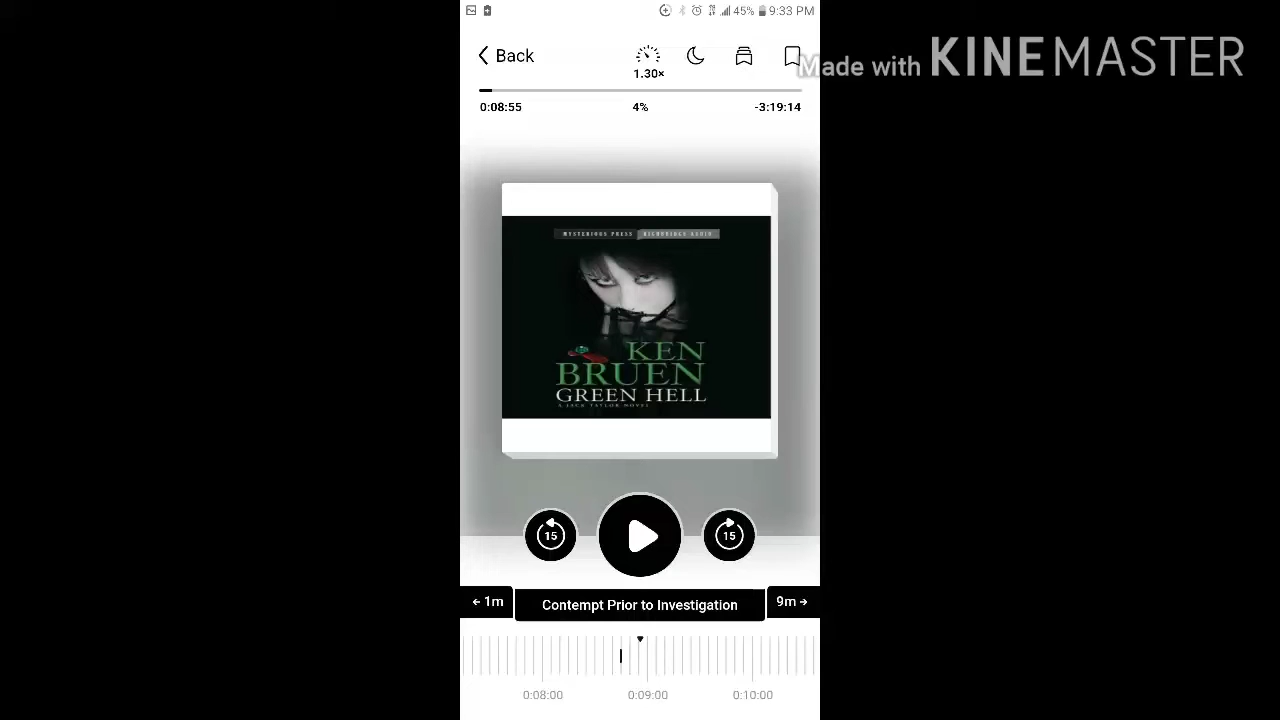 45% 9:33 PM
Back
1.30×
Made with KINEMASTER
0:08:55 4% -3:19:14
MYSTERIOUS PRESS HIGHBRIDGE AUDIO
KEN
BRUEN
GREEN HELL
A JACK TAYLOR NOVEL
15 15
← 1m Contempt Prior to Investigation 9m →
0:08:00 0:09:00 0:10:00